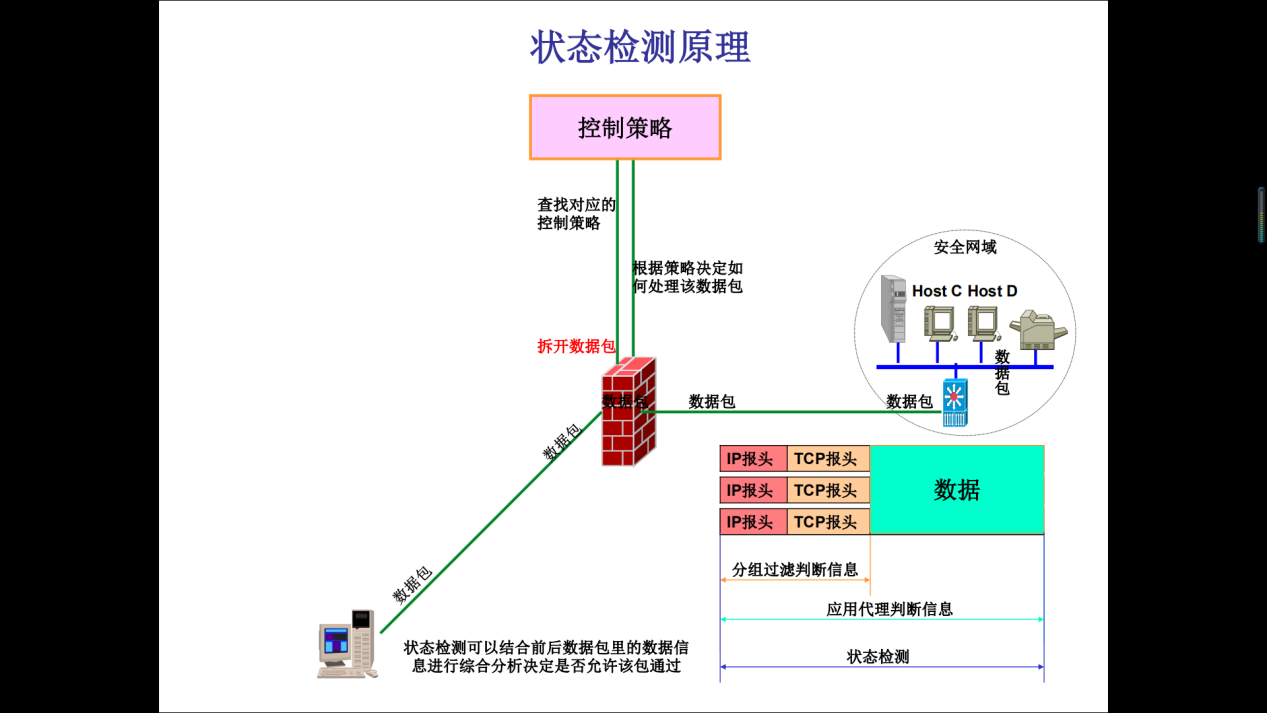 状态检测原理
控制策略
查找对应的
控制策略
根据策略决定如
何处理该数据包
安全网域
Host C Host D
拆开数据包
数据包
数据包
数据包
数据包
数据包
数据包
IP报头 TCP报头
IP报头 TCP报头
IP报头 TCP报头
数据
分组过滤判断信息
应用代理判断信息
状态检测
状态检测可以结合前后数据包里的数据信
息进行综合分析决定是否允许该包通过